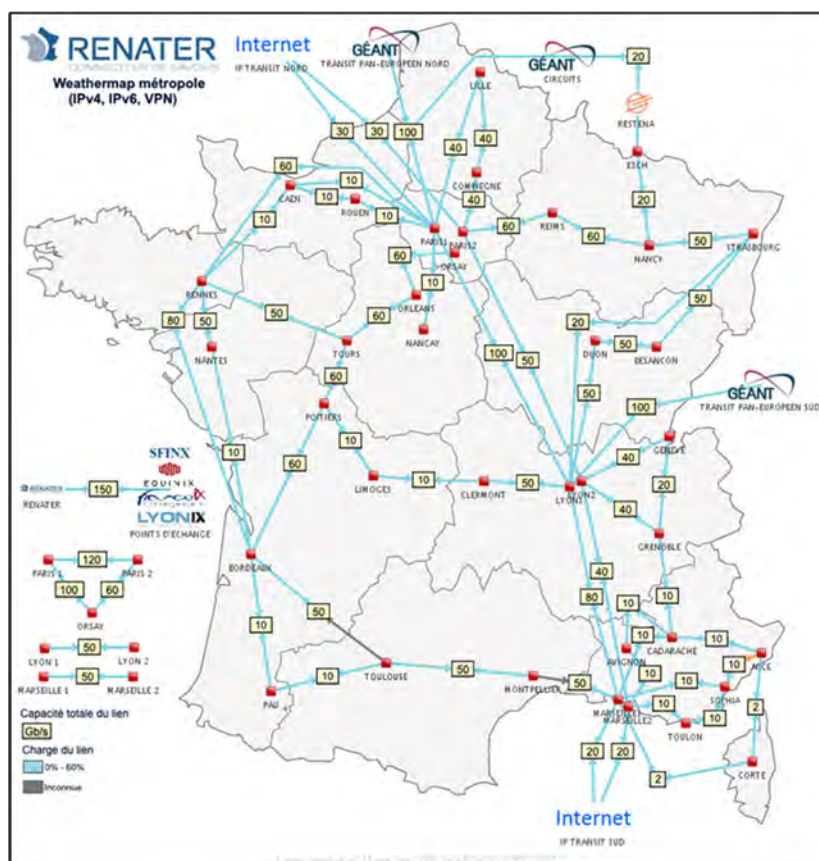 RENATER
CONNECTEUR DE SAVOIRS
Weathermap métropole
(IPv4, IPv6, VPN)
Internet
IP TRANSIT NORD
GÉANT
TRANSIT PAN-EUROPEEN NORD
GÉANT
CIRCUITS
20
RESTENA
LILLE
30
30
100
40
40
ESCH
60
CAEN
10
COMPIEGNE
10
ROUEN
10
10
40
20
REIMS
PARIS1
PARIS2
60
60
NANCY
50
STRASBOURG
60
ORSAY
10
RENNES
ORLEANS
60
50
80
50
NANTES
50
TOURS
NANCAY
20
DIJON
50
BESANCON
100
50
60
POITIERS
50
100
GÉANT
TRANSIT PAN-EUROPEEN SUD
10
60
10
LIMOGES
10
CLERMONT
50
LYON1
LYON2
40
GENEVE
20
40
GRENOBLE
SFINX
EQUINIX
RENATER
RENATER
150
LYONIX
POINTS D'ECHANGE
PARIS 1
120
PARIS 2
100
60
ORSAY
BORDEAUX
40
80
10
10
10
50
LYON 1
50
LYON 2
MARSEILLE 1
50
MARSEILLE 2
10
PAU
10
TOULOUSE
50
MONTPELLIER
50
AVIGNON
CADARACHE
10
10
NICE
10
10
SOPHIA
10
10
TOULON
MARSEILLE1
MARSEILLE2
2
20
20
2
CORTE
Capacité totale du lien
Gb/s
Charge du lien
0% - 60%
Inconnue
Internet
IP TRANSIT SUD